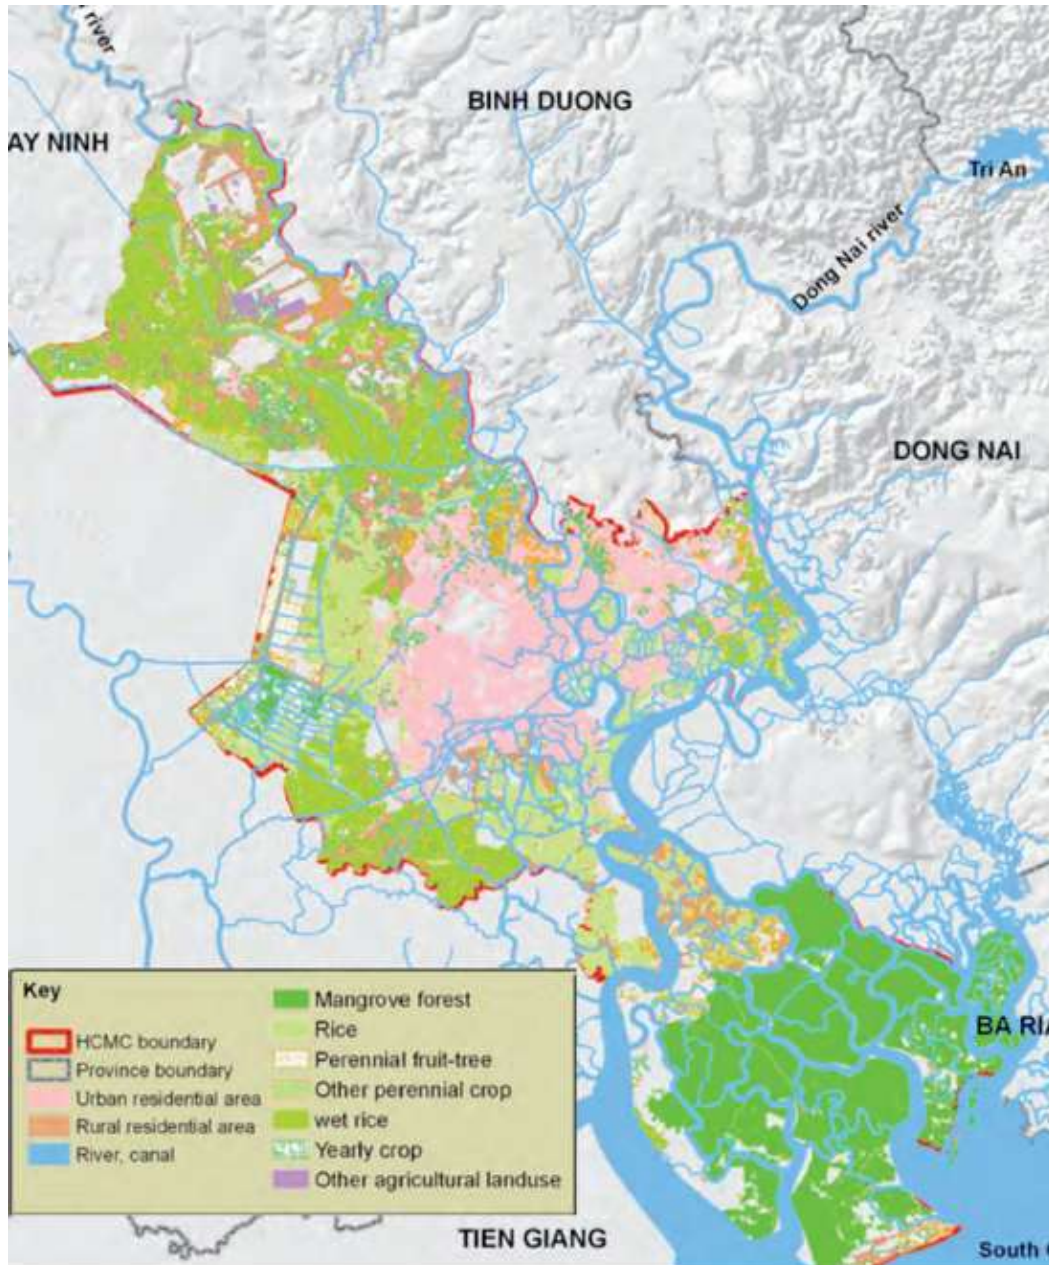 river
BINH DUONG
AY NINH
Tri An
Dong Nai river
DONG NAI
Key
HCMC boundary
Province boundary
Urban residential area
Rural residential area
River, canal
Mangrove forest
Rice
Perennial fruit-tree
Other perennial crop
wet rice
Yearly crop
Other agricultural landuse
BA RIA
TIEN GIANG
South